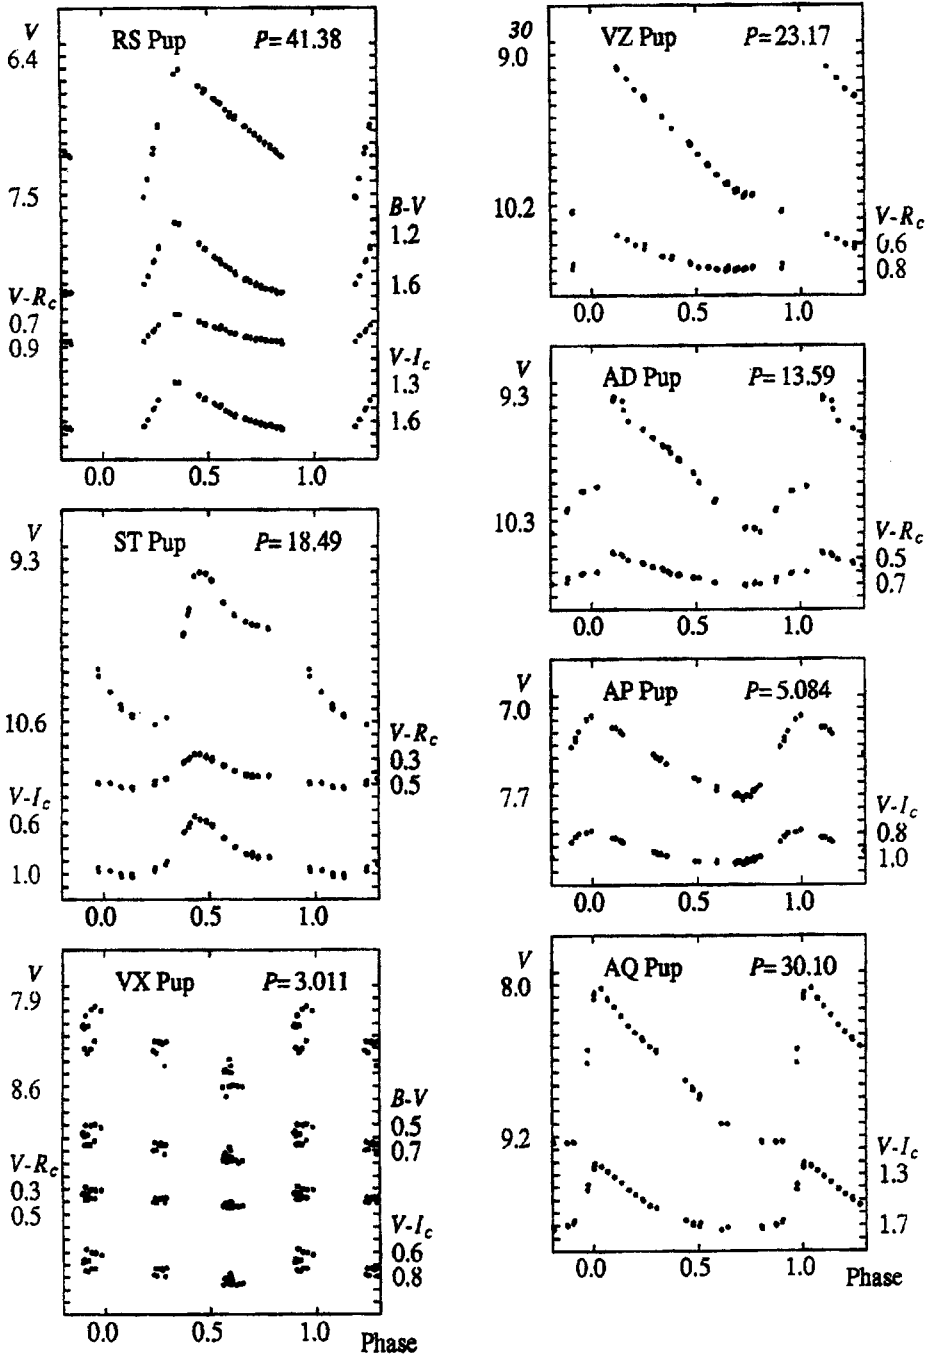 V
RS Pup P= 41.38
6.4
7.5
B-V
1.2
1.6
V-Rc
0.7
0.9
V-Ic
1.3
1.6
0.0 0.5 1.0
V
ST Pup P= 18.49
9.3
10.6
V-Rc
0.3
0.5
V-Ic
0.6
1.0
0.0 0.5 1.0
V
VX Pup P= 3.011
7.9
8.6
B-V
0.5
0.7
V-Rc
0.3
0.5
V-Ic
0.6
0.8
0.0 0.5 1.0
Phase
30
VZ Pup P= 23.17
9.0
10.2
V-Rc
0.6
0.8
0.0 0.5 1.0
V
AD Pup P= 13.59
9.3
10.3
V-Rc
0.5
0.7
0.0 0.5 1.0
V
AP Pup P= 5.084
7.0
7.7
V-Ic
0.8
1.0
0.0 0.5 1.0
V
AQ Pup P= 30.10
8.0
9.2
V-Ic
1.3
1.7
0.0 0.5 1.0
Phase